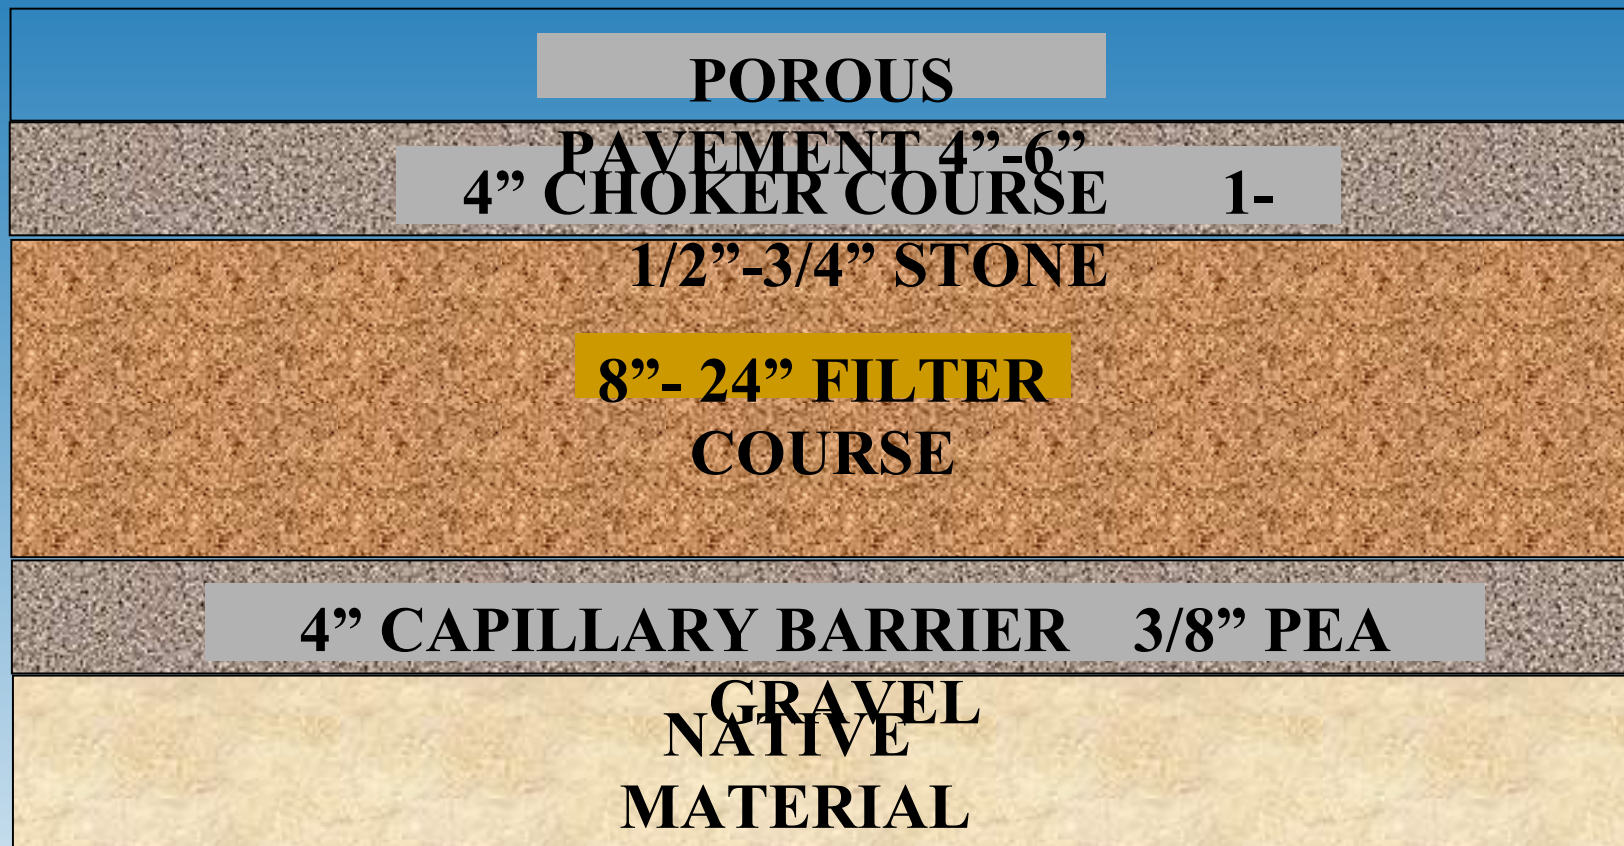 POROUS
PAVEMENT 4”-6”
4” CHOKER COURSE 1-
1/2”-3/4” STONE
8”- 24” FILTER
COURSE
4” CAPILLARY BARRIER 3/8” PEA
GRAVEL
NATIVE
MATERIAL